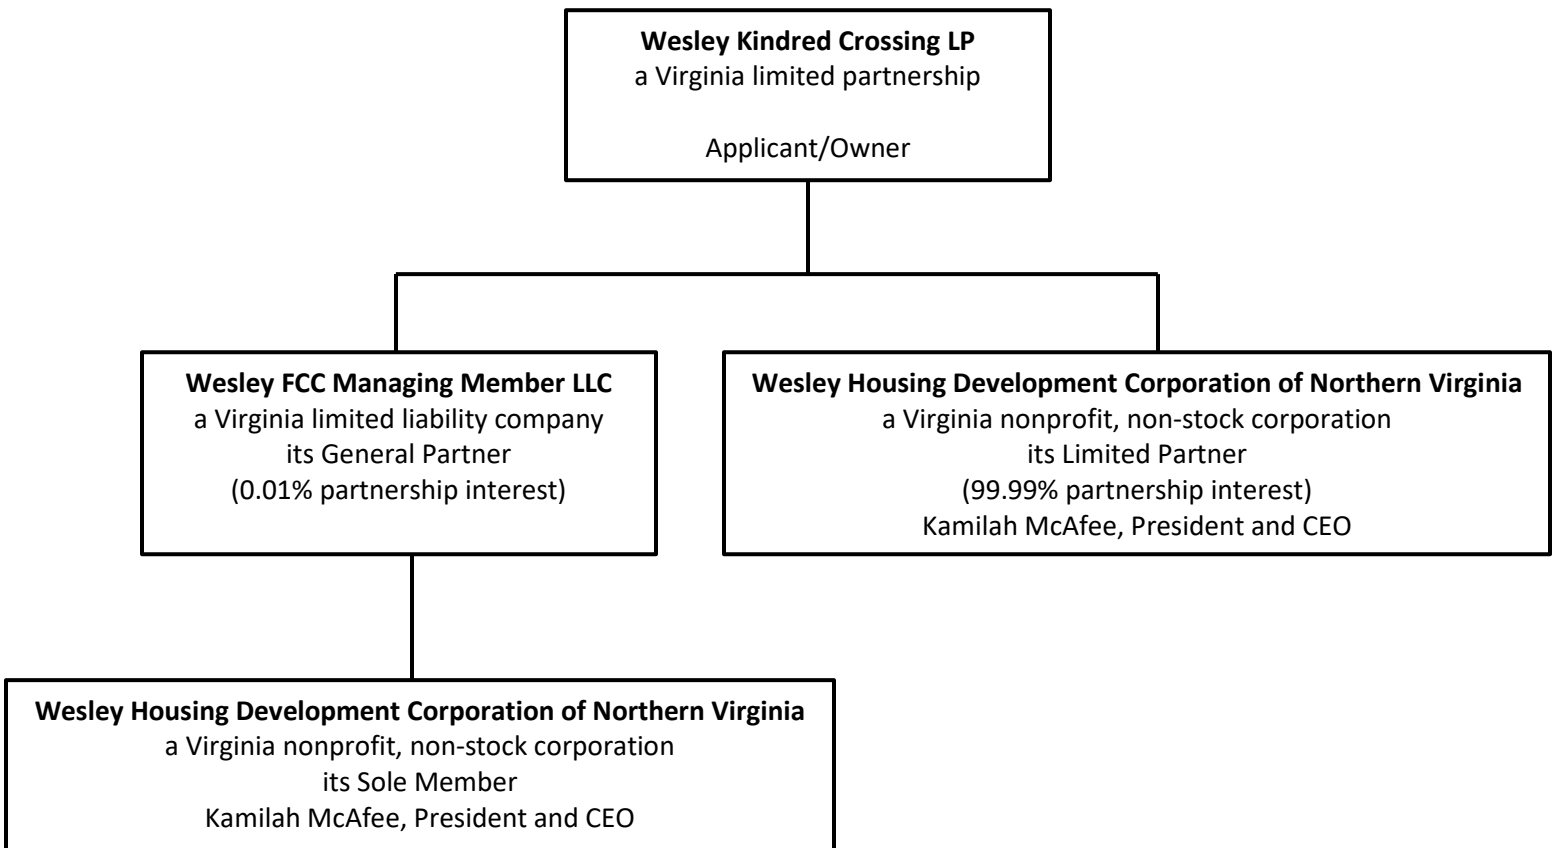 Wesley Kindred Crossing LP
a Virginia limited partnership
Applicant/Owner
Wesley FCC Managing Member LLC
a Virginia limited liability company
its General Partner
(0.01% partnership interest)
Wesley Housing Development Corporation of Northern Virginia
a Virginia nonprofit, non-stock corporation
its Limited Partner
(99.99% partnership interest)
Kamilah McAfee, President and CEO
Wesley Housing Development Corporation of Northern Virginia
a Virginia nonprofit, non-stock corporation
its Sole Member
Kamilah McAfee, President and CEO